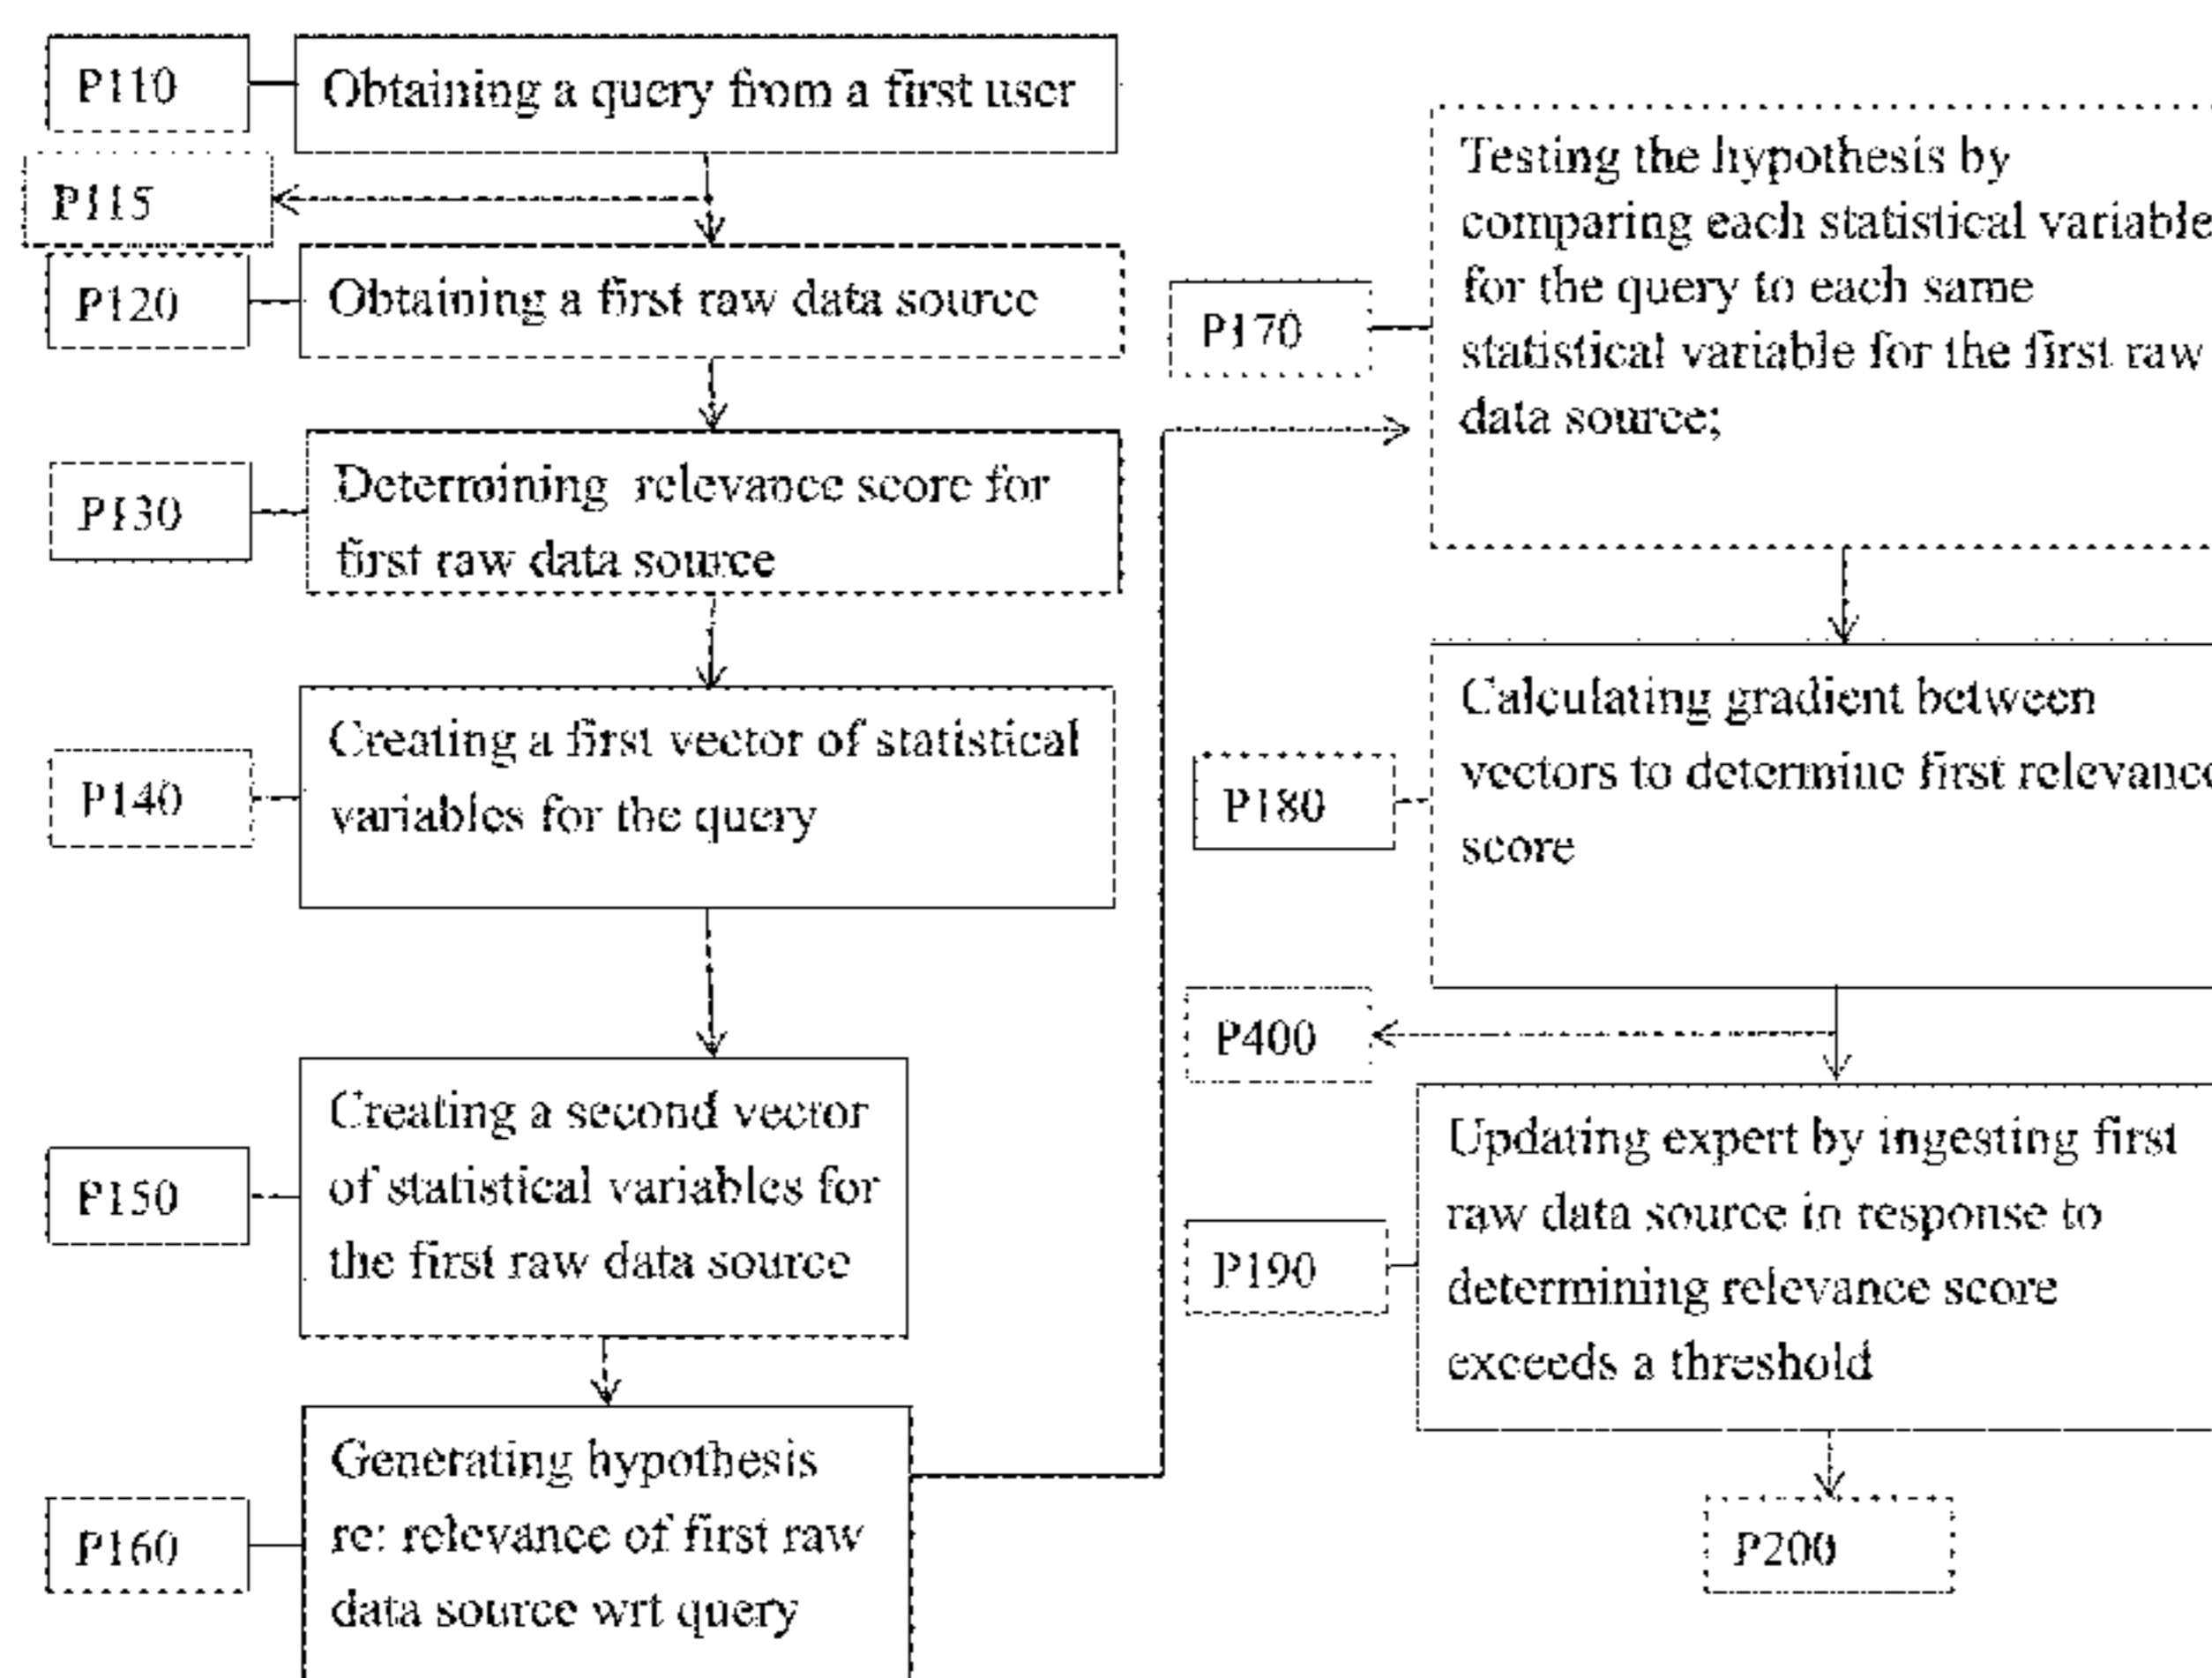 P110
Obtaining a query from a first user
P115
P120
Obtaining a first raw data source
P130
Determining relevance score for
first raw data source
P140
Creating a first vector of statistical
variables for the query
P150
Creating a second vector
of statistical variables for
the first raw data source
P160
Generating hypothesis
re: relevance of first raw
data source wrt query
P170
Testing the hypothesis by
comparing each statistical variable
for the query to each same
statistical variable for the first raw
data source;
P180
Calculating gradient between
vectors to determine first relevance
score
P400
P190
Updating expert by ingesting first
raw data source in response to
determining relevance score
exceeds a threshold
P200